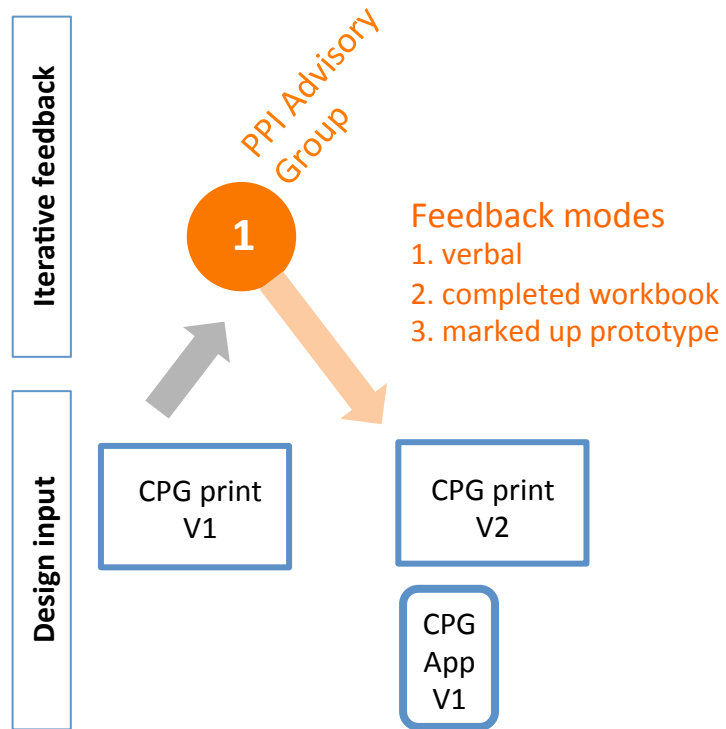 Iterative feedback
PPI Advisory
Group
1
Feedback modes
1. verbal
2. completed workbook
3. marked up prototype
Design input
CPG print
V1
CPG print
V2
CPG
App
V1